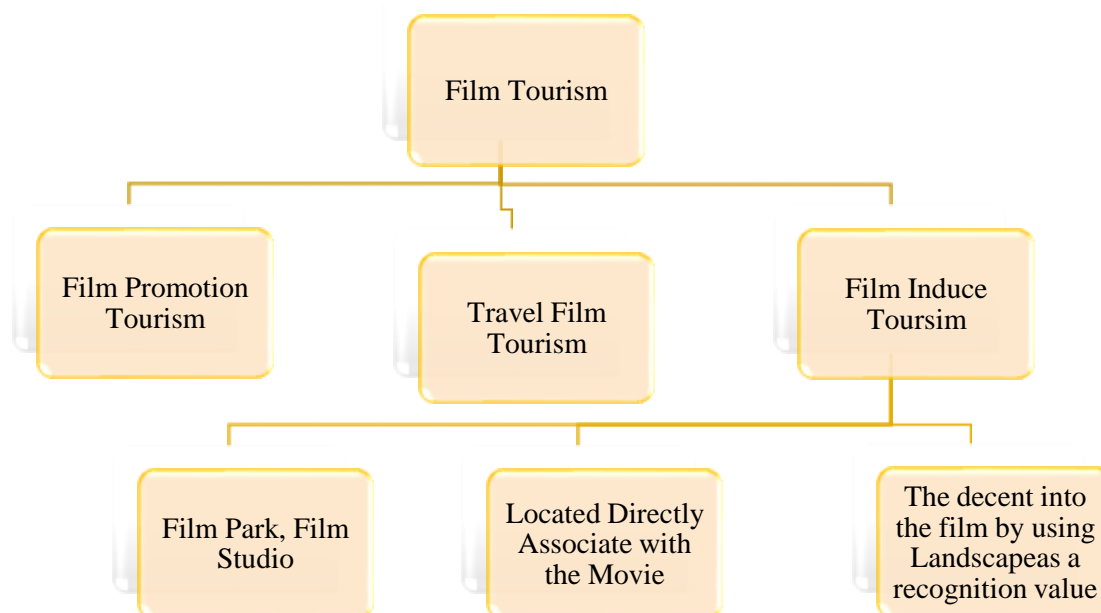 Film Tourism
Film Promotion
Tourism
Travel Film
Tourism
Film Induce
Toursim
Film Park, Film
Studio
Located Directly
Associate with
the Movie
The decent into
the film by using
Landscapeas a
recognition value